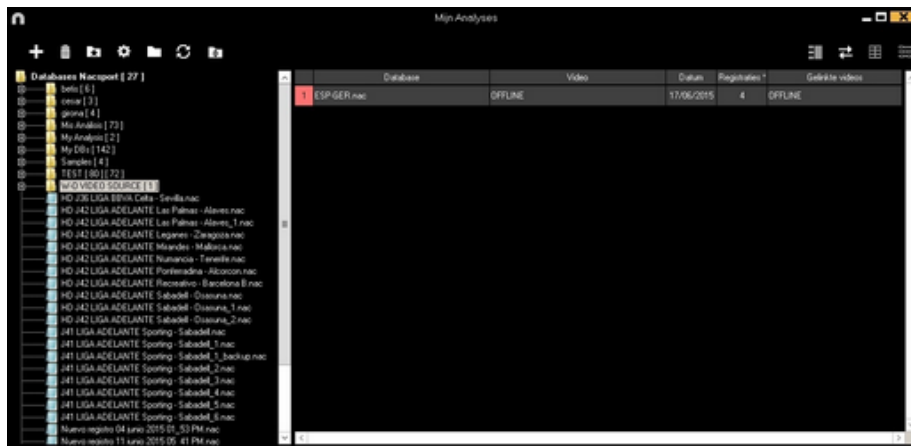 Mijn Analyses
Databases Nacsport [ 27 ]
belis [ 6 ]
cesar [ 3 ]
girona [ 4 ]
Mis Análisis [ 73 ]
My Analysis [ 2 ]
My DBs [ 142 ]
Samples [ 4 ]
TEST [ 80 ] [ 72 ]
W-O VIDEO SOURCE [ 1 ]
HD J36 LIGA BBVA Celta - Sevilla.nac
HD J42 LIGA ADELANTE Las Palmas - Alaves.nac
HD J42 LIGA ADELANTE Las Palmas - Alaves_1.nac
HD J42 LIGA ADELANTE Leganes - Zaragoza.nac
HD J42 LIGA ADELANTE Mirandes - Mallorca.nac
HD J42 LIGA ADELANTE Numancia - Tenerife.nac
HD J42 LIGA ADELANTE Ponferradina - Alcorcon.nac
HD J42 LIGA ADELANTE Recreativo - Barcelona B.nac
HD J42 LIGA ADELANTE Sabadell - Osasuna.nac
HD J42 LIGA ADELANTE Sabadell - Osasuna_1.nac
HD J42 LIGA ADELANTE Sabadell - Osasuna_2.nac
J41 LIGA ADELANTE Sporting - Sabadell.nac
J41 LIGA ADELANTE Sporting - Sabadell_1.nac
J41 LIGA ADELANTE Sporting - Sabadell_1_backup.nac
J41 LIGA ADELANTE Sporting - Sabadell_2.nac
J41 LIGA ADELANTE Sporting - Sabadell_3.nac
J41 LIGA ADELANTE Sporting - Sabadell_4.nac
J41 LIGA ADELANTE Sporting - Sabadell_5.nac
J41 LIGA ADELANTE Sporting - Sabadell_6.nac
Nuevo registro 04 junio 2015 01_53 PM.nac
Nuevo registro 11 junio 2015 05_41 PM.nac
Database Video Datum Registraties * Gelinkte videos
1 ESP-GER.nac OFFLINE 17/06/2015 4 OFFLINE